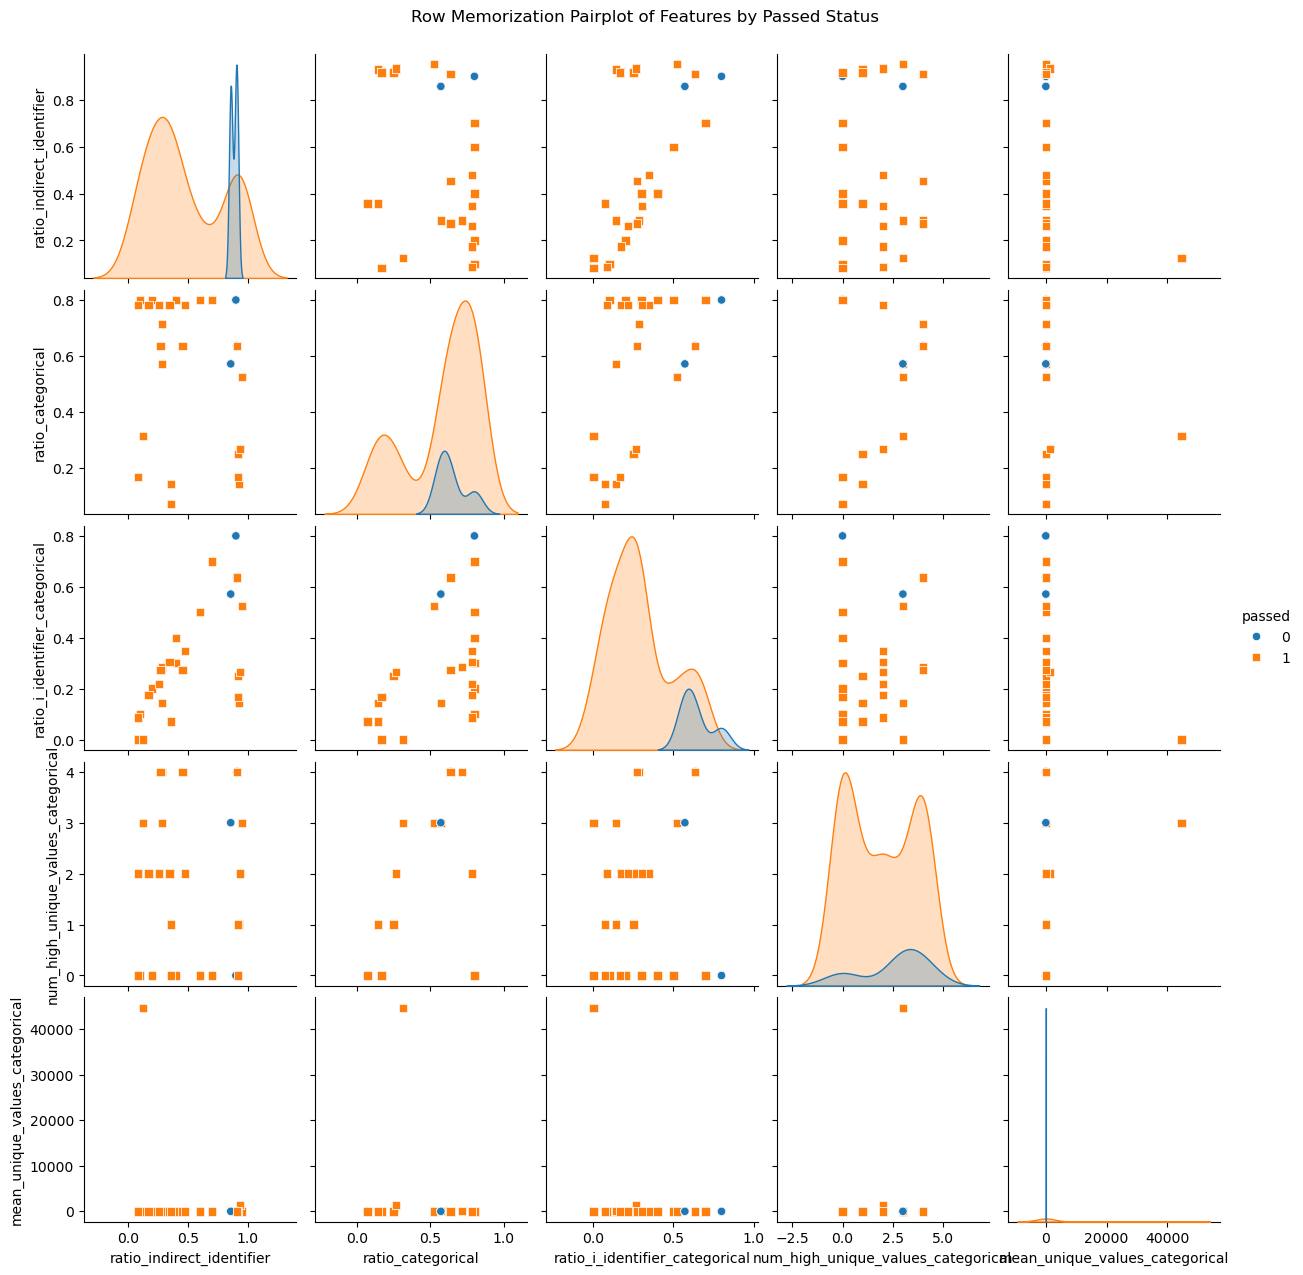 Row Memorization Pairplot of Features by Passed Status
ratio_indirect_identifier
0.8
0.6
0.4
0.2
ratio_categorical
0.8
0.6
0.4
0.2
ratio_i_identifier_categorical
0.8
0.6
0.4
0.2
0.0
passed
0
1
num_high_unique_values_categorical
4
3
2
1
0
mean_unique_values_categorical
40000
30000
20000
10000
0
0.0 0.5 1.0
0.0 0.5 1.0
0.0 0.5 1.0
−2.5 0.0 2.5 5.0
0 20000 40000
ratio_indirect_identifier
ratio_categorical
ratio_i_identifier_categorical
num_high_unique_values_categorical
mean_unique_values_categorical